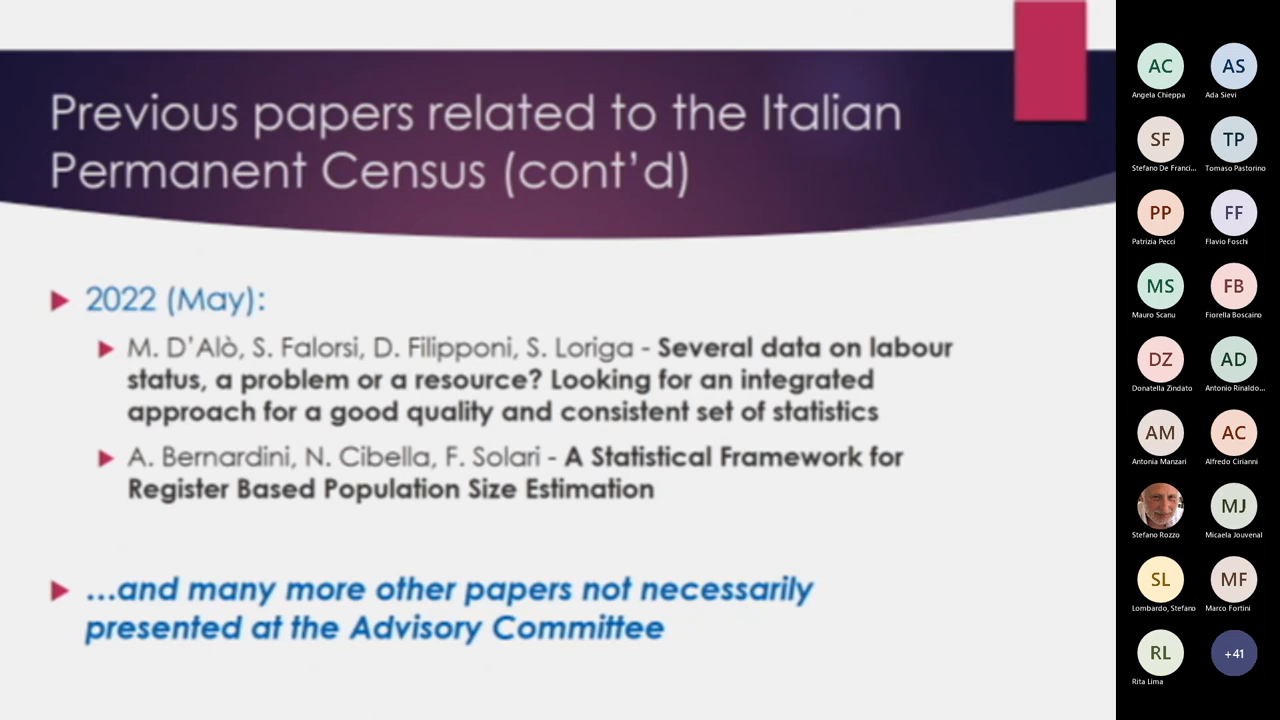 Previous papers related to the Italian
Permanent Census (cont'd)
2022 (May):
M. D'Alò, S. Falorsi, D. Filipponi, S. Loriga - Several data on labour
status, a problem or a resource? Looking for an integrated
approach for a good quality and consistent set of statistics
A. Bernardini, N. Cibella, F. Solari - A Statistical Framework for
Register Based Population Size Estimation
...and many more other papers not necessarily
presented at the Advisory Committee
AC
AS
Angela Chieppa
Ada Sievi
SF
TP
Stefano De Franci...
Tomaso Pastorino
PP
FF
Patrizia Pecci
Flavio Foschi
MS
FB
Mauro Scanu
Fiorella Boscaino
DZ
AD
Donatella Zindato
Antonio Rinaldo...
AM
AC
Antonia Manzari
Alfredo Cirianni
MJ
Stefano Rozzo
Micaela Jouvenal
SL
MF
Lombardo, Stefano
Marco Fortini
RL
+41
Rita Lima